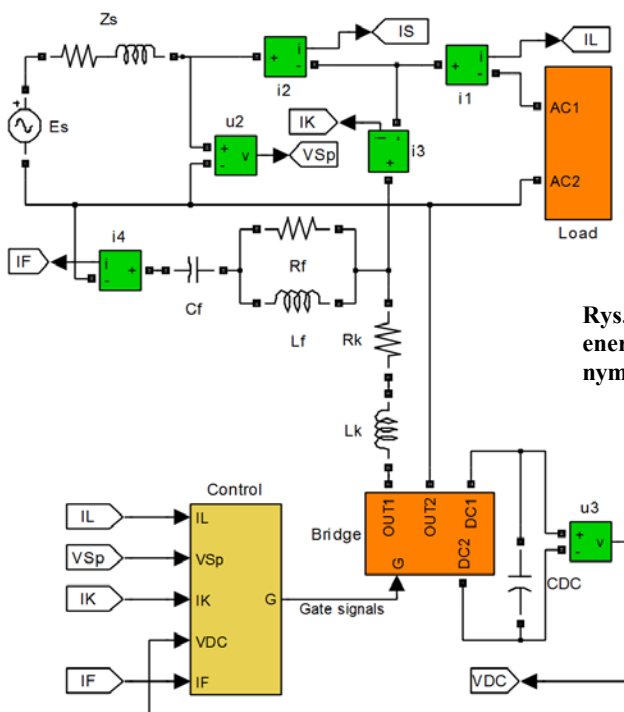 Zs
IS
IL
i2
i1
Es
u2
IK
i3
VSp
AC1
AC2
Load
i4
IF
Cf
Rf
Lf
Rk
Lk
Rys.
ener
nym
Control
IL
VSp
IK
IF
IL
VSp
IK
VDC
IF
G
Gate signals
Bridge
OUT1
OUT2
DC1
DC2
G
u3
CDC
VDC
+
-
i
+
-
i
+
-
v
i
-
+
i
-
+
+
-
v
+